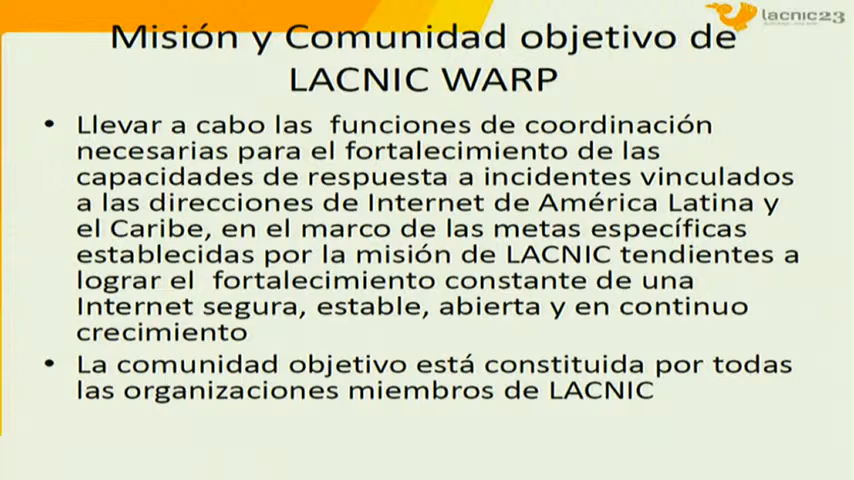 lacnic23
Misión y Comunidad objetivo de
LACNIC WARP
• Llevar a cabo las funciones de coordinación
necesarias para el fortalecimiento de las
capacidades de respuesta a incidentes vinculados
a las direcciones de Internet de América Latina y
el Caribe, en el marco de las metas específicas
establecidas por la misión de LACNIC tendientes a
lograr el fortalecimiento constante de una
Internet segura, estable, abierta y en continuo
crecimiento
• La comunidad objetivo está constituida por todas
las organizaciones miembros de LACNIC